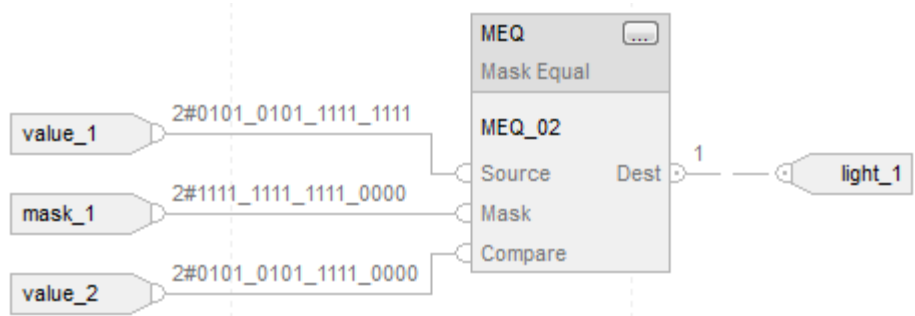 MEQ ...
Mask Equal
2#0101_0101_1111_1111
value_1
MEQ_02
1
Source Dest
light_1
2#1111_1111_1111_0000
mask_1
Mask
Compare
2#0101_0101_1111_0000
value_2